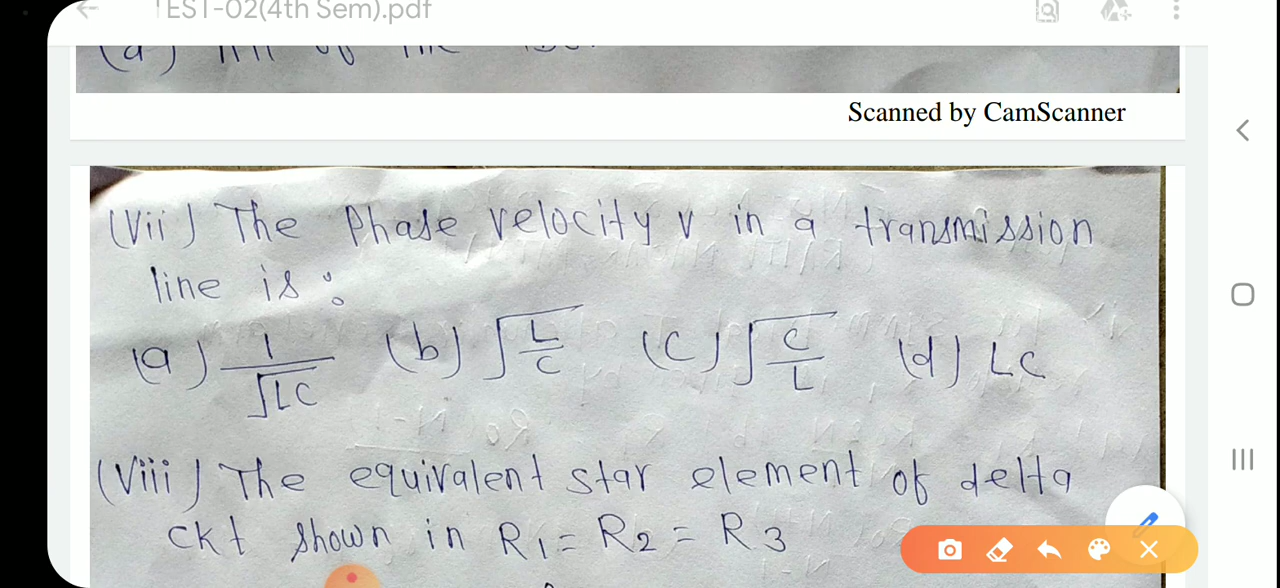 TEST-02(4th Sem).pdf
Scanned by CamScanner
(Vii) The Phase velocity v in a transmission
line is :
(a) 1/√LC (b) √L/C (C) √C/L (d) LC
(Viii) The equivalent star element of delta
ckt shown in R1 = R2 = R3